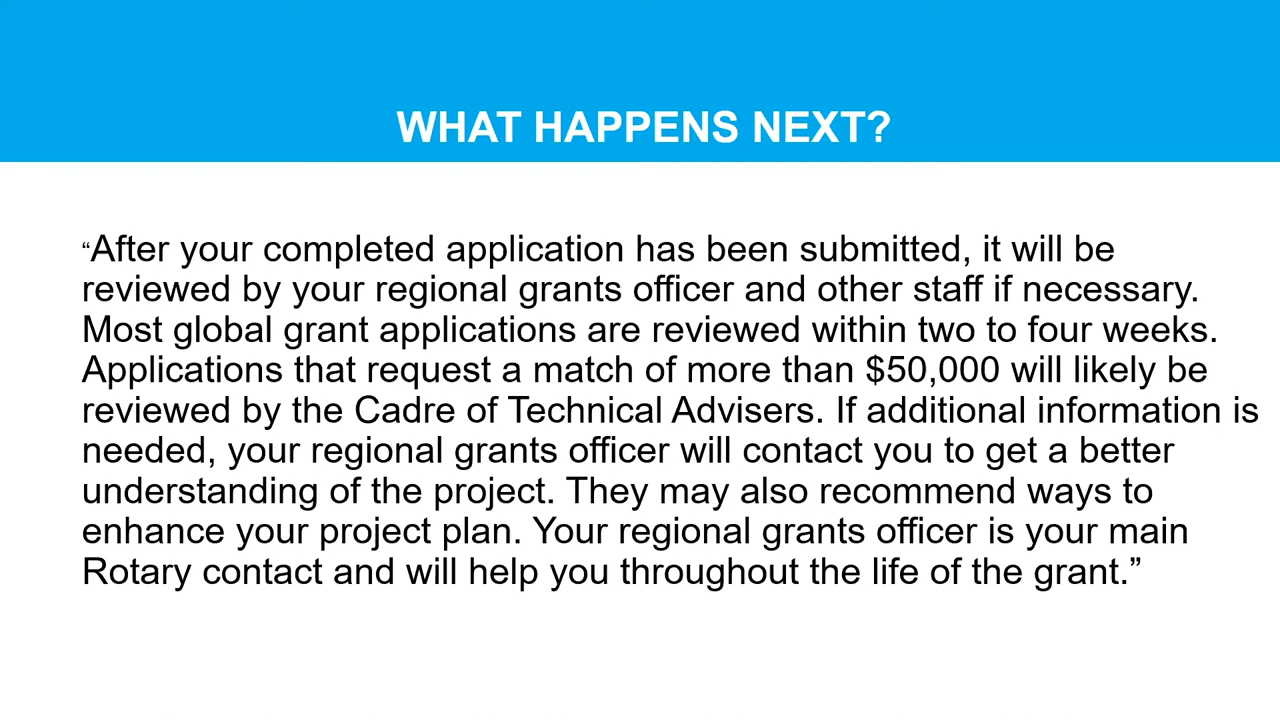 WHAT HAPPENS NEXT?
“After your completed application has been submitted, it will be
reviewed by your regional grants officer and other staff if necessary.
Most global grant applications are reviewed within two to four weeks.
Applications that request a match of more than $50,000 will likely be
reviewed by the Cadre of Technical Advisers. If additional information is
needed, your regional grants officer will contact you to get a better
understanding of the project. They may also recommend ways to
enhance your project plan. Your regional grants officer is your main
Rotary contact and will help you throughout the life of the grant.”